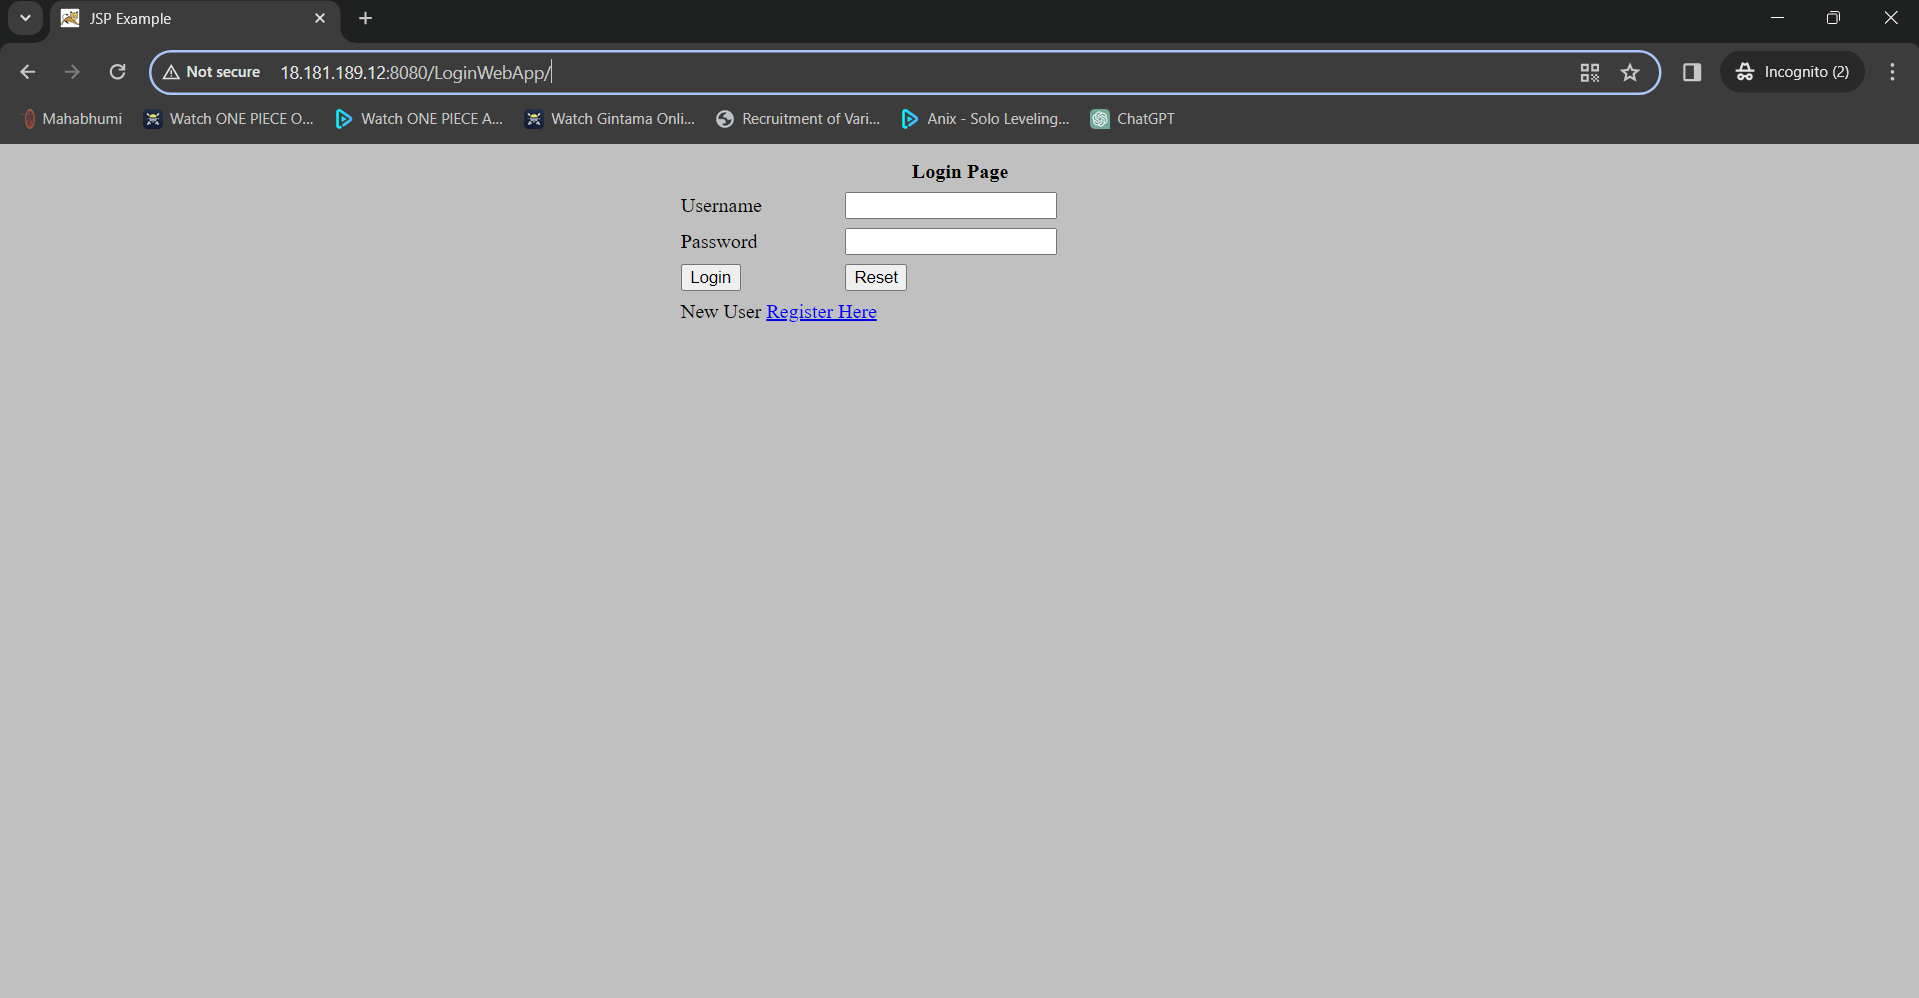 JSP Example
Not secure 18.181.189.12:8080/LoginWebApp/ Incognito (2)
Mahabhumi Watch ONE PIECE O... Watch ONE PIECE A... Watch Gintama Onli... Recruitment of Vari... Anix - Solo Leveling... ChatGPT
Login Page
Username
Password
Login Reset
New User Register Here